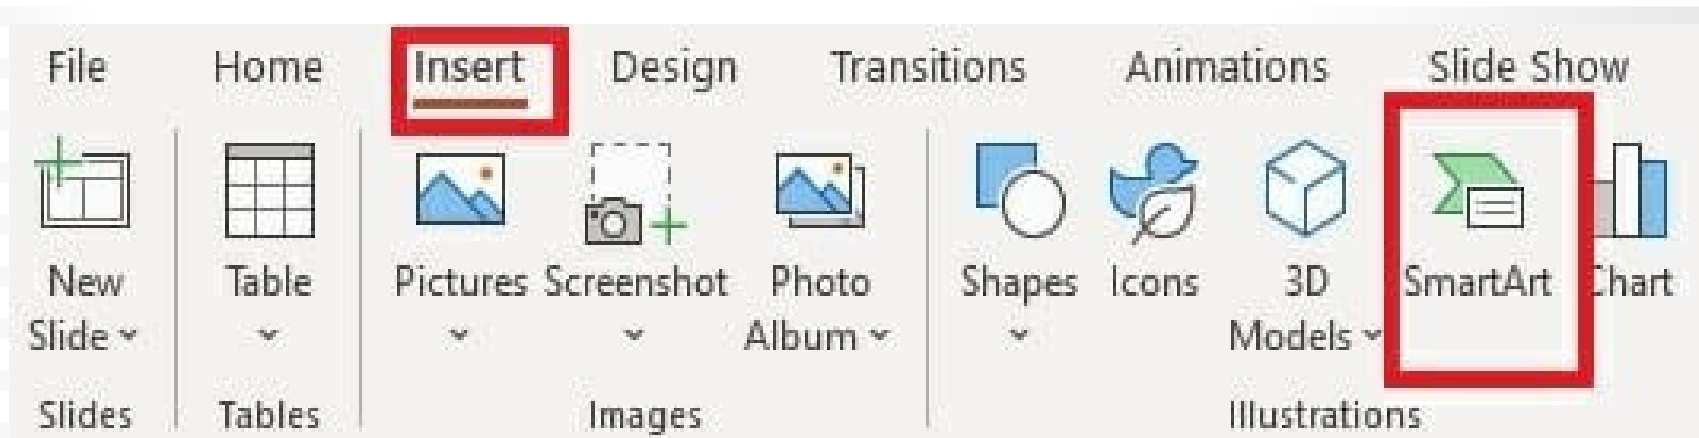 File Home Insert Design Transitions Animations Slide Show
New Table Pictures Screenshot Photo Shapes Icons 3D SmartArt Chart
Slide Album Models
Slides Tables Images Illustrations